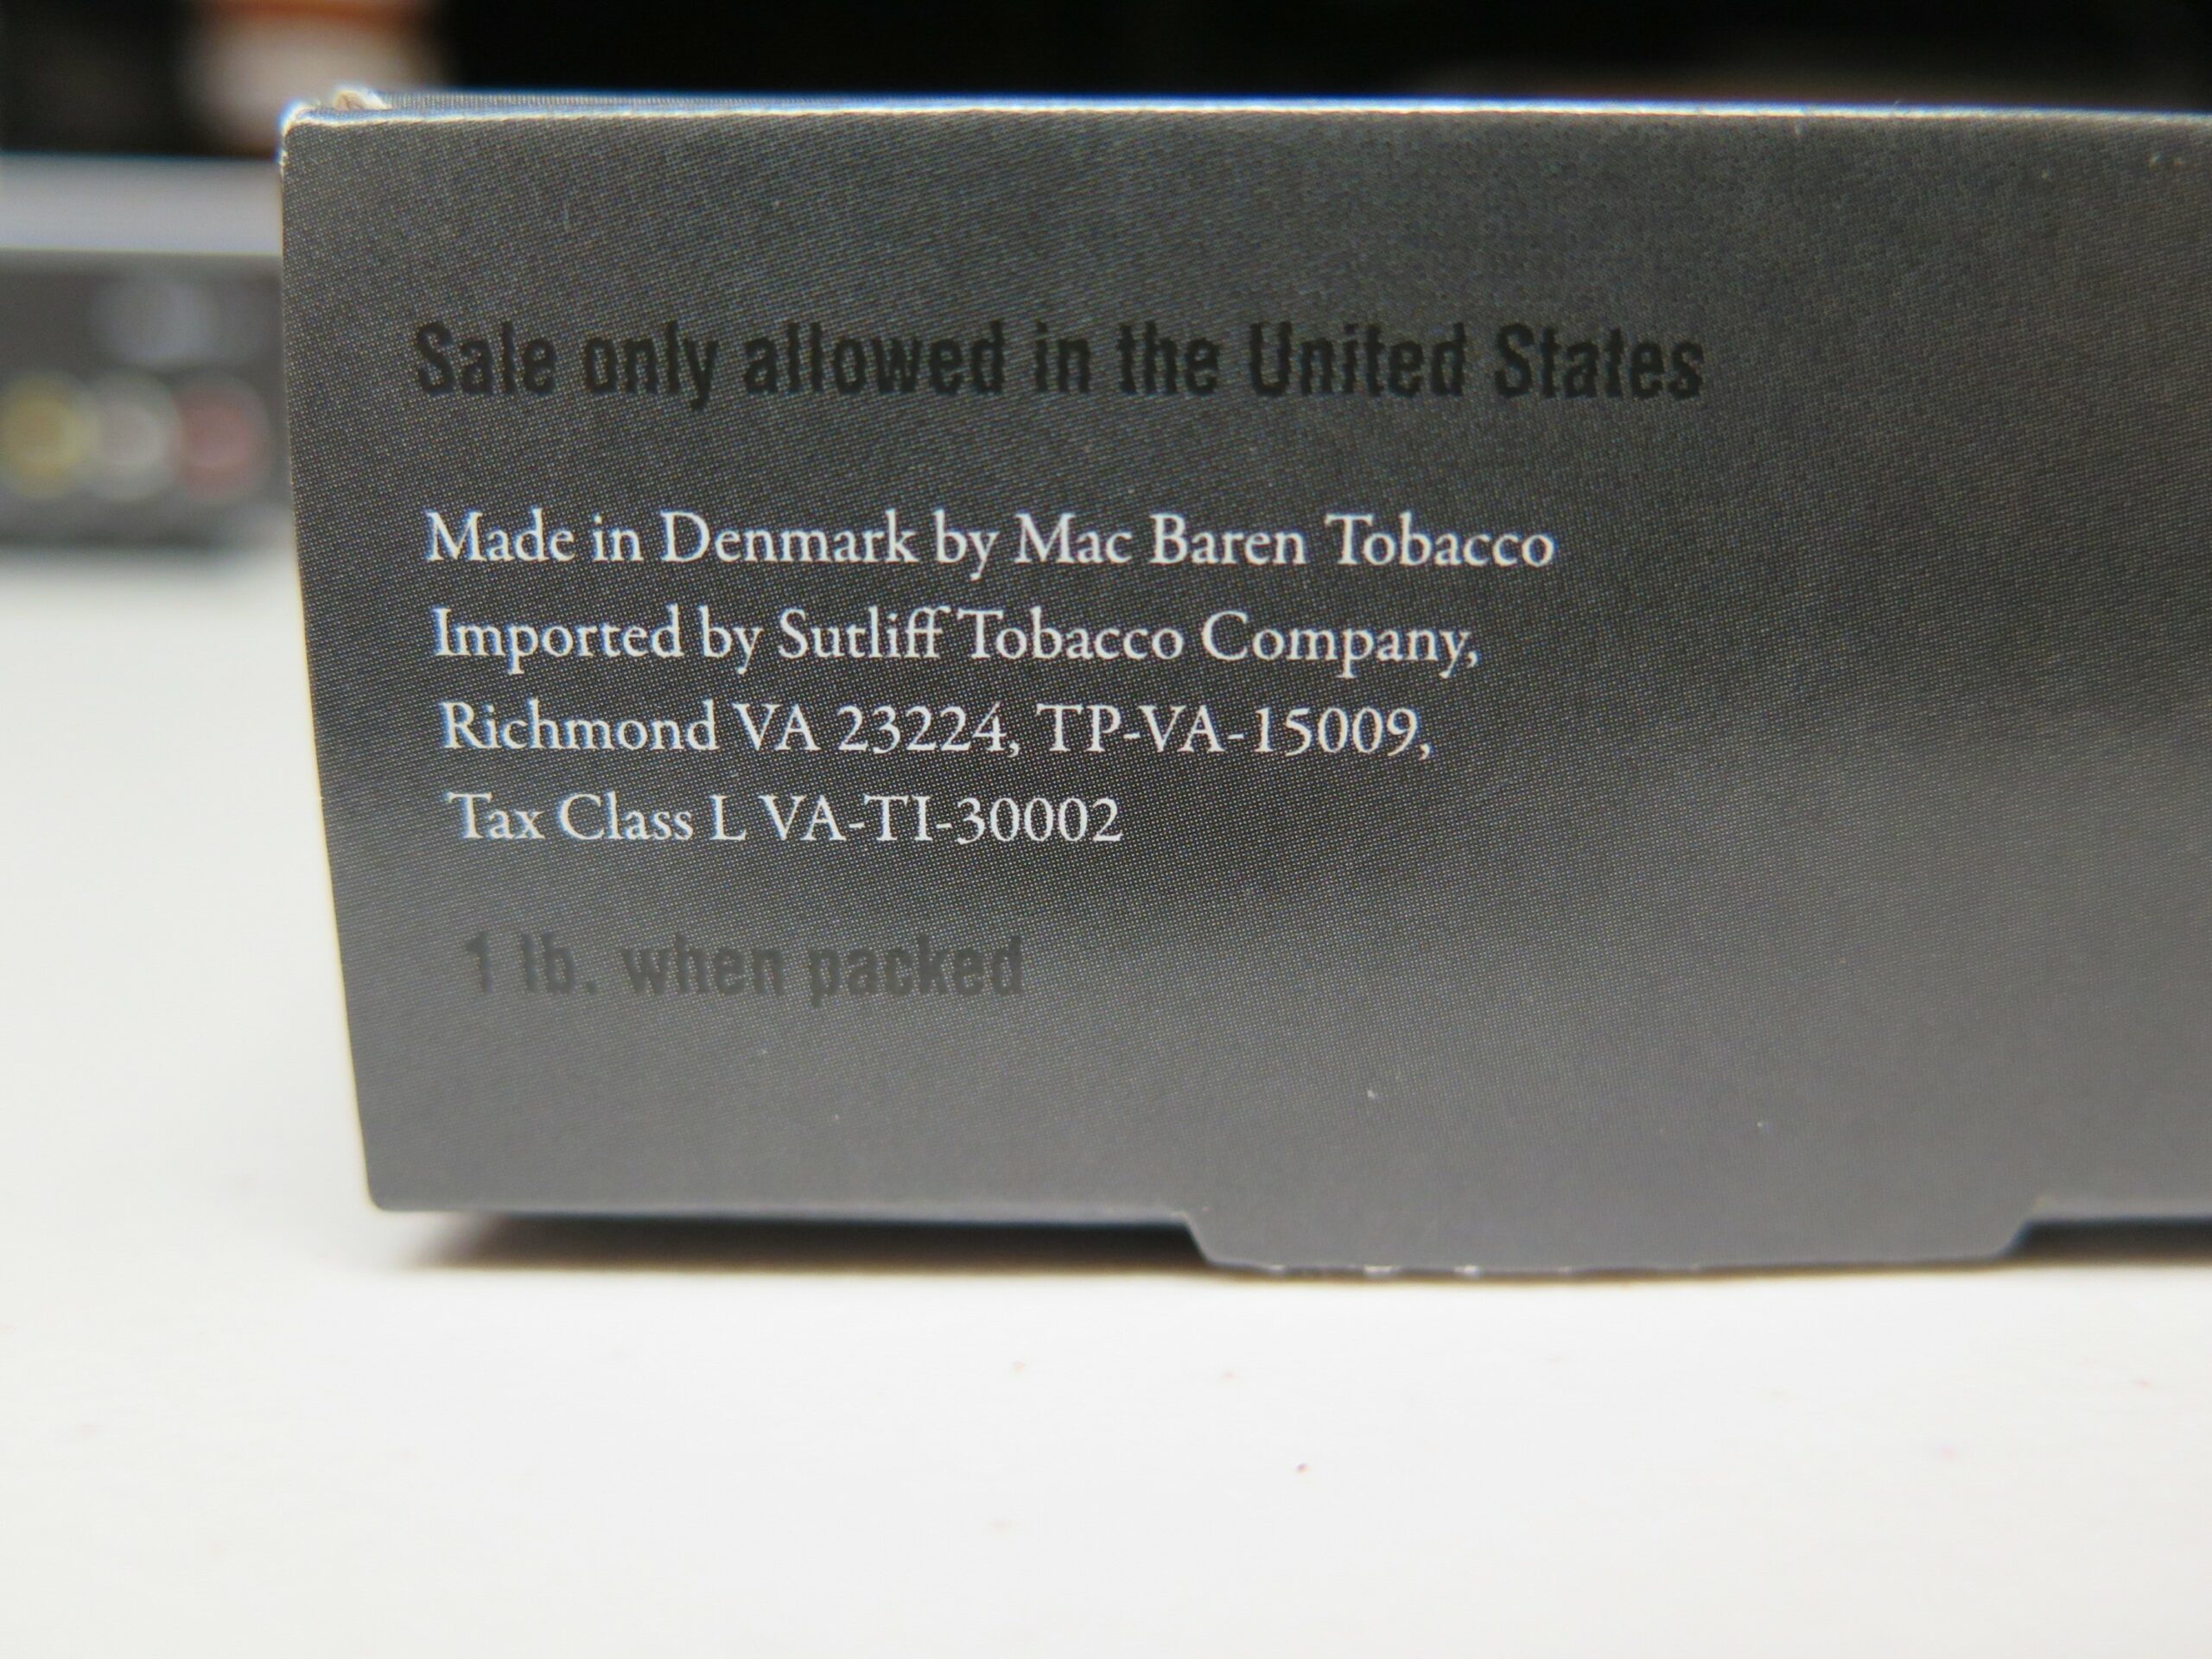 Sale only allowed in the United States
Made in Denmark by Mac Baren Tobacco
Imported by Sutliff Tobacco Company,
Richmond VA 23224, TP-VA-15009,
Tax Class L VA-TI-30002
1 lb. when packed